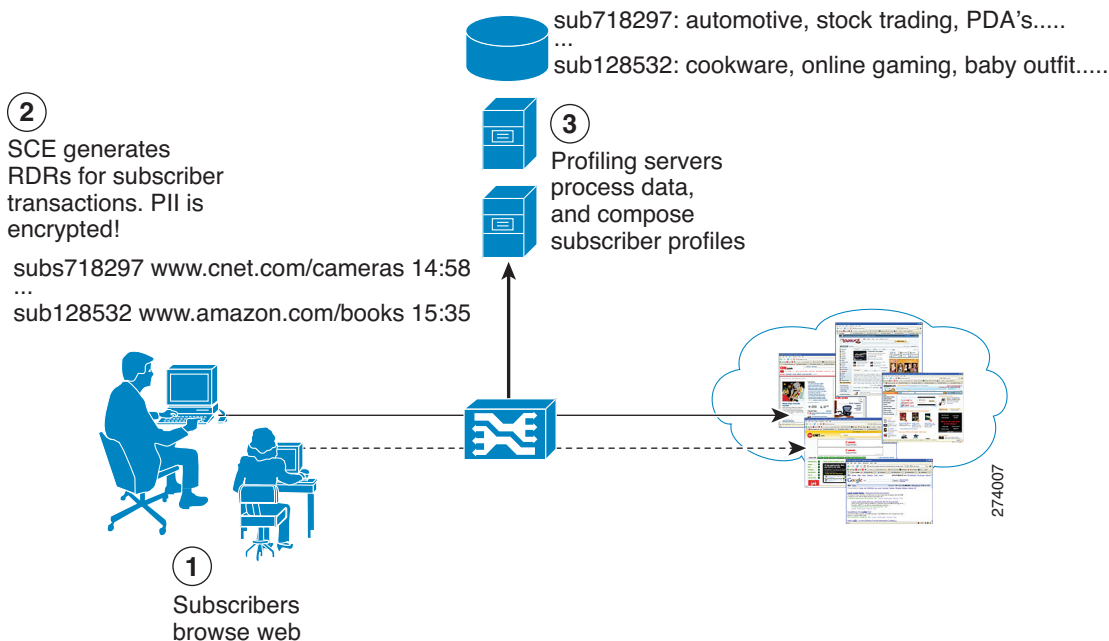 sub718297: automotive, stock trading, PDA's.....
...
sub128532: cookware, online gaming, baby outfit.....
2
SCE generates
RDRs for subscriber
transactions. PII is
encrypted!
subs718297 www.cnet.com/cameras 14:58
...
sub128532 www.amazon.com/books 15:35
3
Profiling servers
process data,
and compose
subscriber profiles
YAHOO!
Google
274007
1
Subscribers
browse web